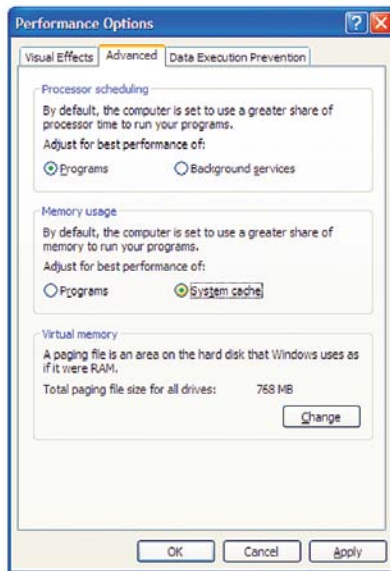 Performance Options
Visual Effects Advanced Data Execution Prevention
Processor scheduling
By default, the computer is set to use a greater share of
processor time to run your programs.
Adjust for best performance of:
Programs Background services
Memory usage
By default, the computer is set to use a greater share of
memory to run your programs.
Adjust for best performance of:
Programs System cache
Virtual memory
A paging file is an area on the hard disk that Windows uses as
if it were RAM.
Total paging file size for all drives: 768 MB
Change
OK Cancel Apply